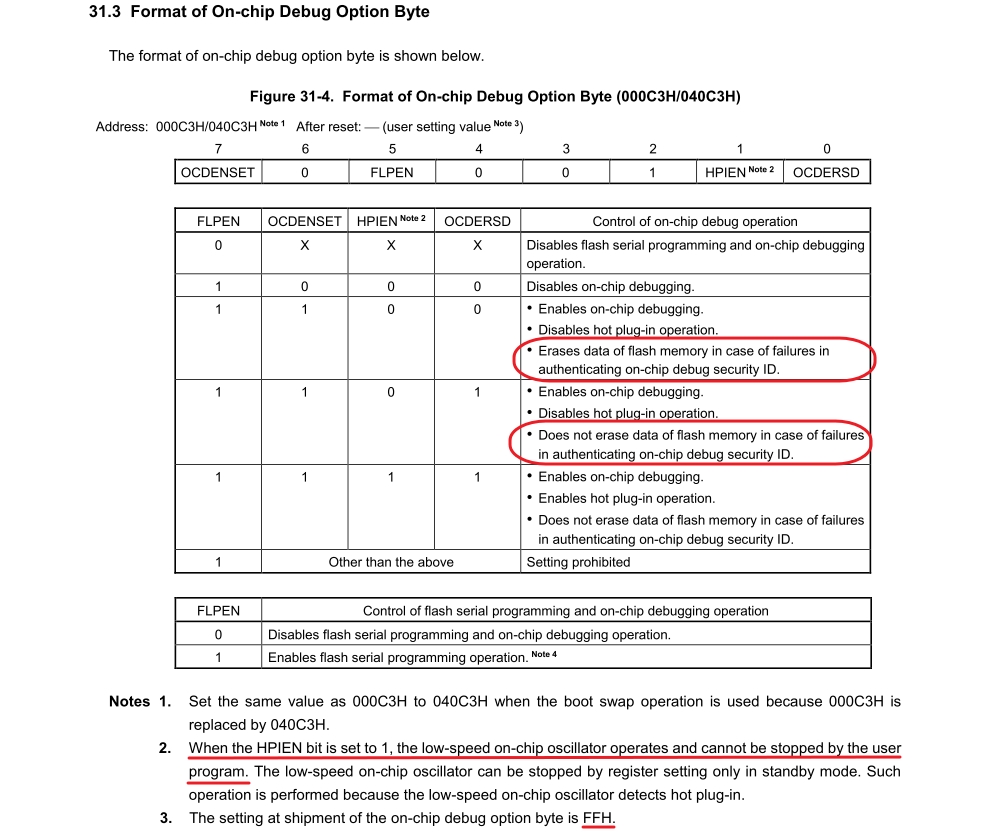 31.3 Format of On-chip Debug Option Byte
The format of on-chip debug option byte is shown below.
Figure 31-4. Format of On-chip Debug Option Byte (000C3H/040C3H)
Address: 000C3H/040C3H Note 1 After reset: — (user setting value Note 3)
7 6 5 4 3 2 1 0
OCDENSET 0 FLPEN 0 0 1 HPIEN Note 2 OCDERSD
FLPEN OCDENSET HPIEN Note 2 OCDERSD Control of on-chip debug operation
0 X X X Disables flash serial programming and on-chip debugging
operation.
1 0 0 0 Disables on-chip debugging.
1 1 0 0 • Enables on-chip debugging.
• Disables hot plug-in operation.
• Erases data of flash memory in case of failures in
authenticating on-chip debug security ID.
1 1 0 1 • Enables on-chip debugging.
• Disables hot plug-in operation.
• Does not erase data of flash memory in case of failures
in authenticating on-chip debug security ID.
1 1 1 1 • Enables on-chip debugging.
• Enables hot plug-in operation.
• Does not erase data of flash memory in case of failures
in authenticating on-chip debug security ID.
1 Other than the above Setting prohibited
FLPEN Control of flash serial programming and on-chip debugging operation
0 Disables flash serial programming and on-chip debugging operation.
1 Enables flash serial programming operation. Note 4
Notes 1. Set the same value as 000C3H to 040C3H when the boot swap operation is used because 000C3H is
replaced by 040C3H.
2. When the HPIEN bit is set to 1, the low-speed on-chip oscillator operates and cannot be stopped by the user
program. The low-speed on-chip oscillator can be stopped by register setting only in standby mode. Such
operation is performed because the low-speed on-chip oscillator detects hot plug-in.
3. The setting at shipment of the on-chip debug option byte is FFH.